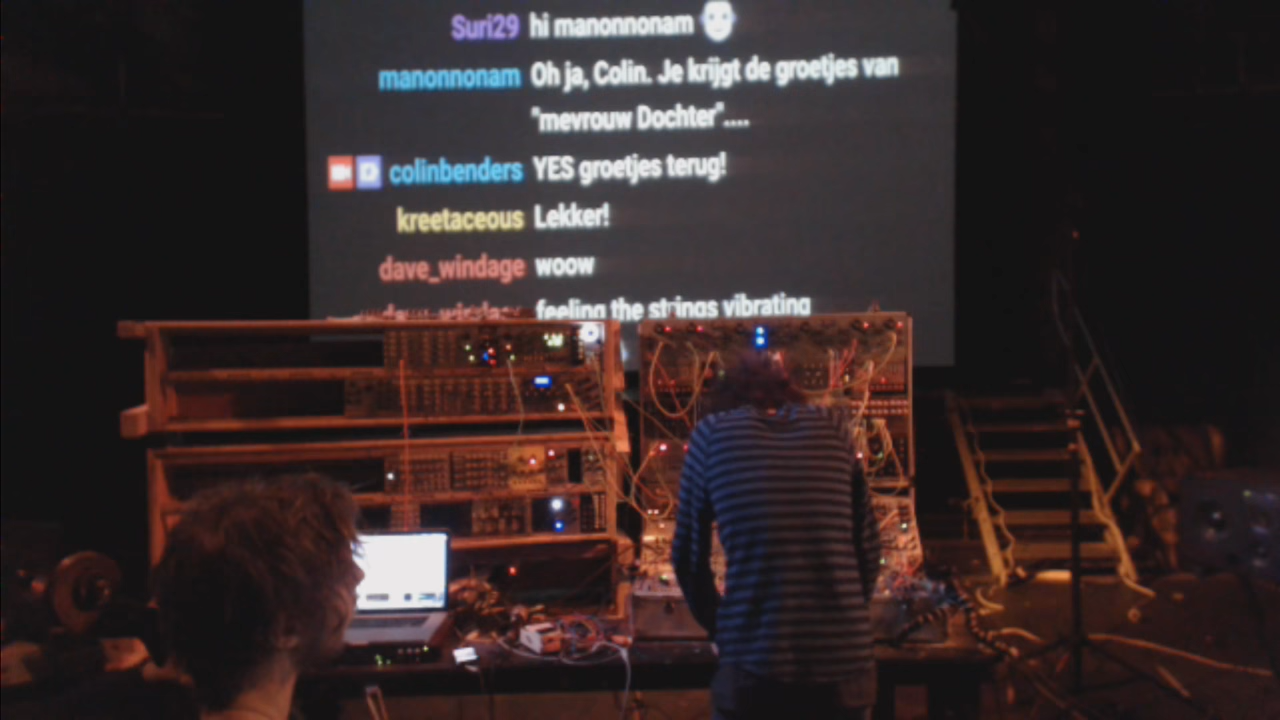 Suri29 hi manonnonam
manonnonam Oh ja, Colin. Je krijgt de groetjes van
"mevrouw Dochter"....
colinbenders YES groetjes terug!
kreetaceous Lekker!
dave_windage woow
feeling the strings vibrating